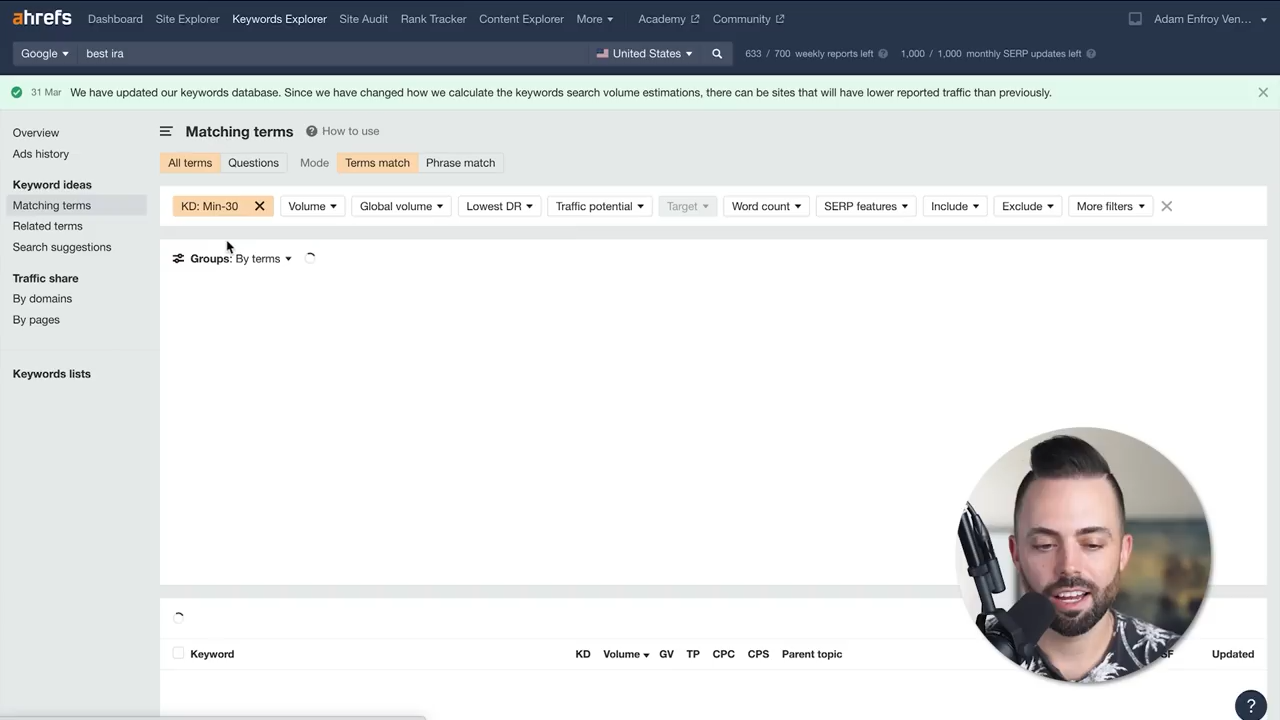 ahrefs Dashboard Site Explorer Keywords Explorer Site Audit Rank Tracker Content Explorer More Academy Community Adam Enfroy Ven...
Google best ira United States 633 / 700 weekly reports left 1,000 / 1,000 monthly SERP updates left
31 Mar We have updated our keywords database. Since we have changed how we calculate the keywords search volume estimations, there can be sites that will have lower reported traffic than previously.
Overview
Ads history
Keyword ideas
Matching terms
Related terms
Search suggestions
Traffic share
By domains
By pages
Keywords lists
Matching terms ? How to use
All terms Questions Mode Terms match Phrase match
KD: Min-30 Volume Global volume Lowest DR Traffic potential Target Word count SERP features Include Exclude More filters
Groups: By terms
Keyword KD Volume GV TP CPC CPS Parent topic SF Updated
?